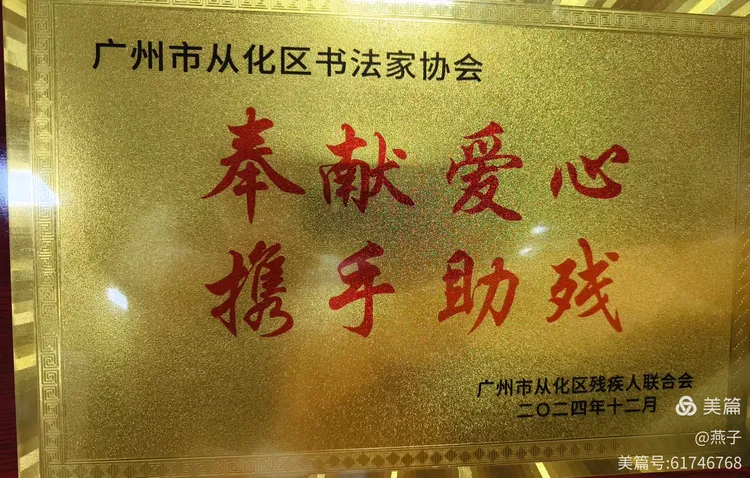 广州市从化区书法家协会
奉献爱心
携手助残
广州市从化区残疾人联合会
二〇二四年十二月
美篇
@燕子
美篇号:61746768